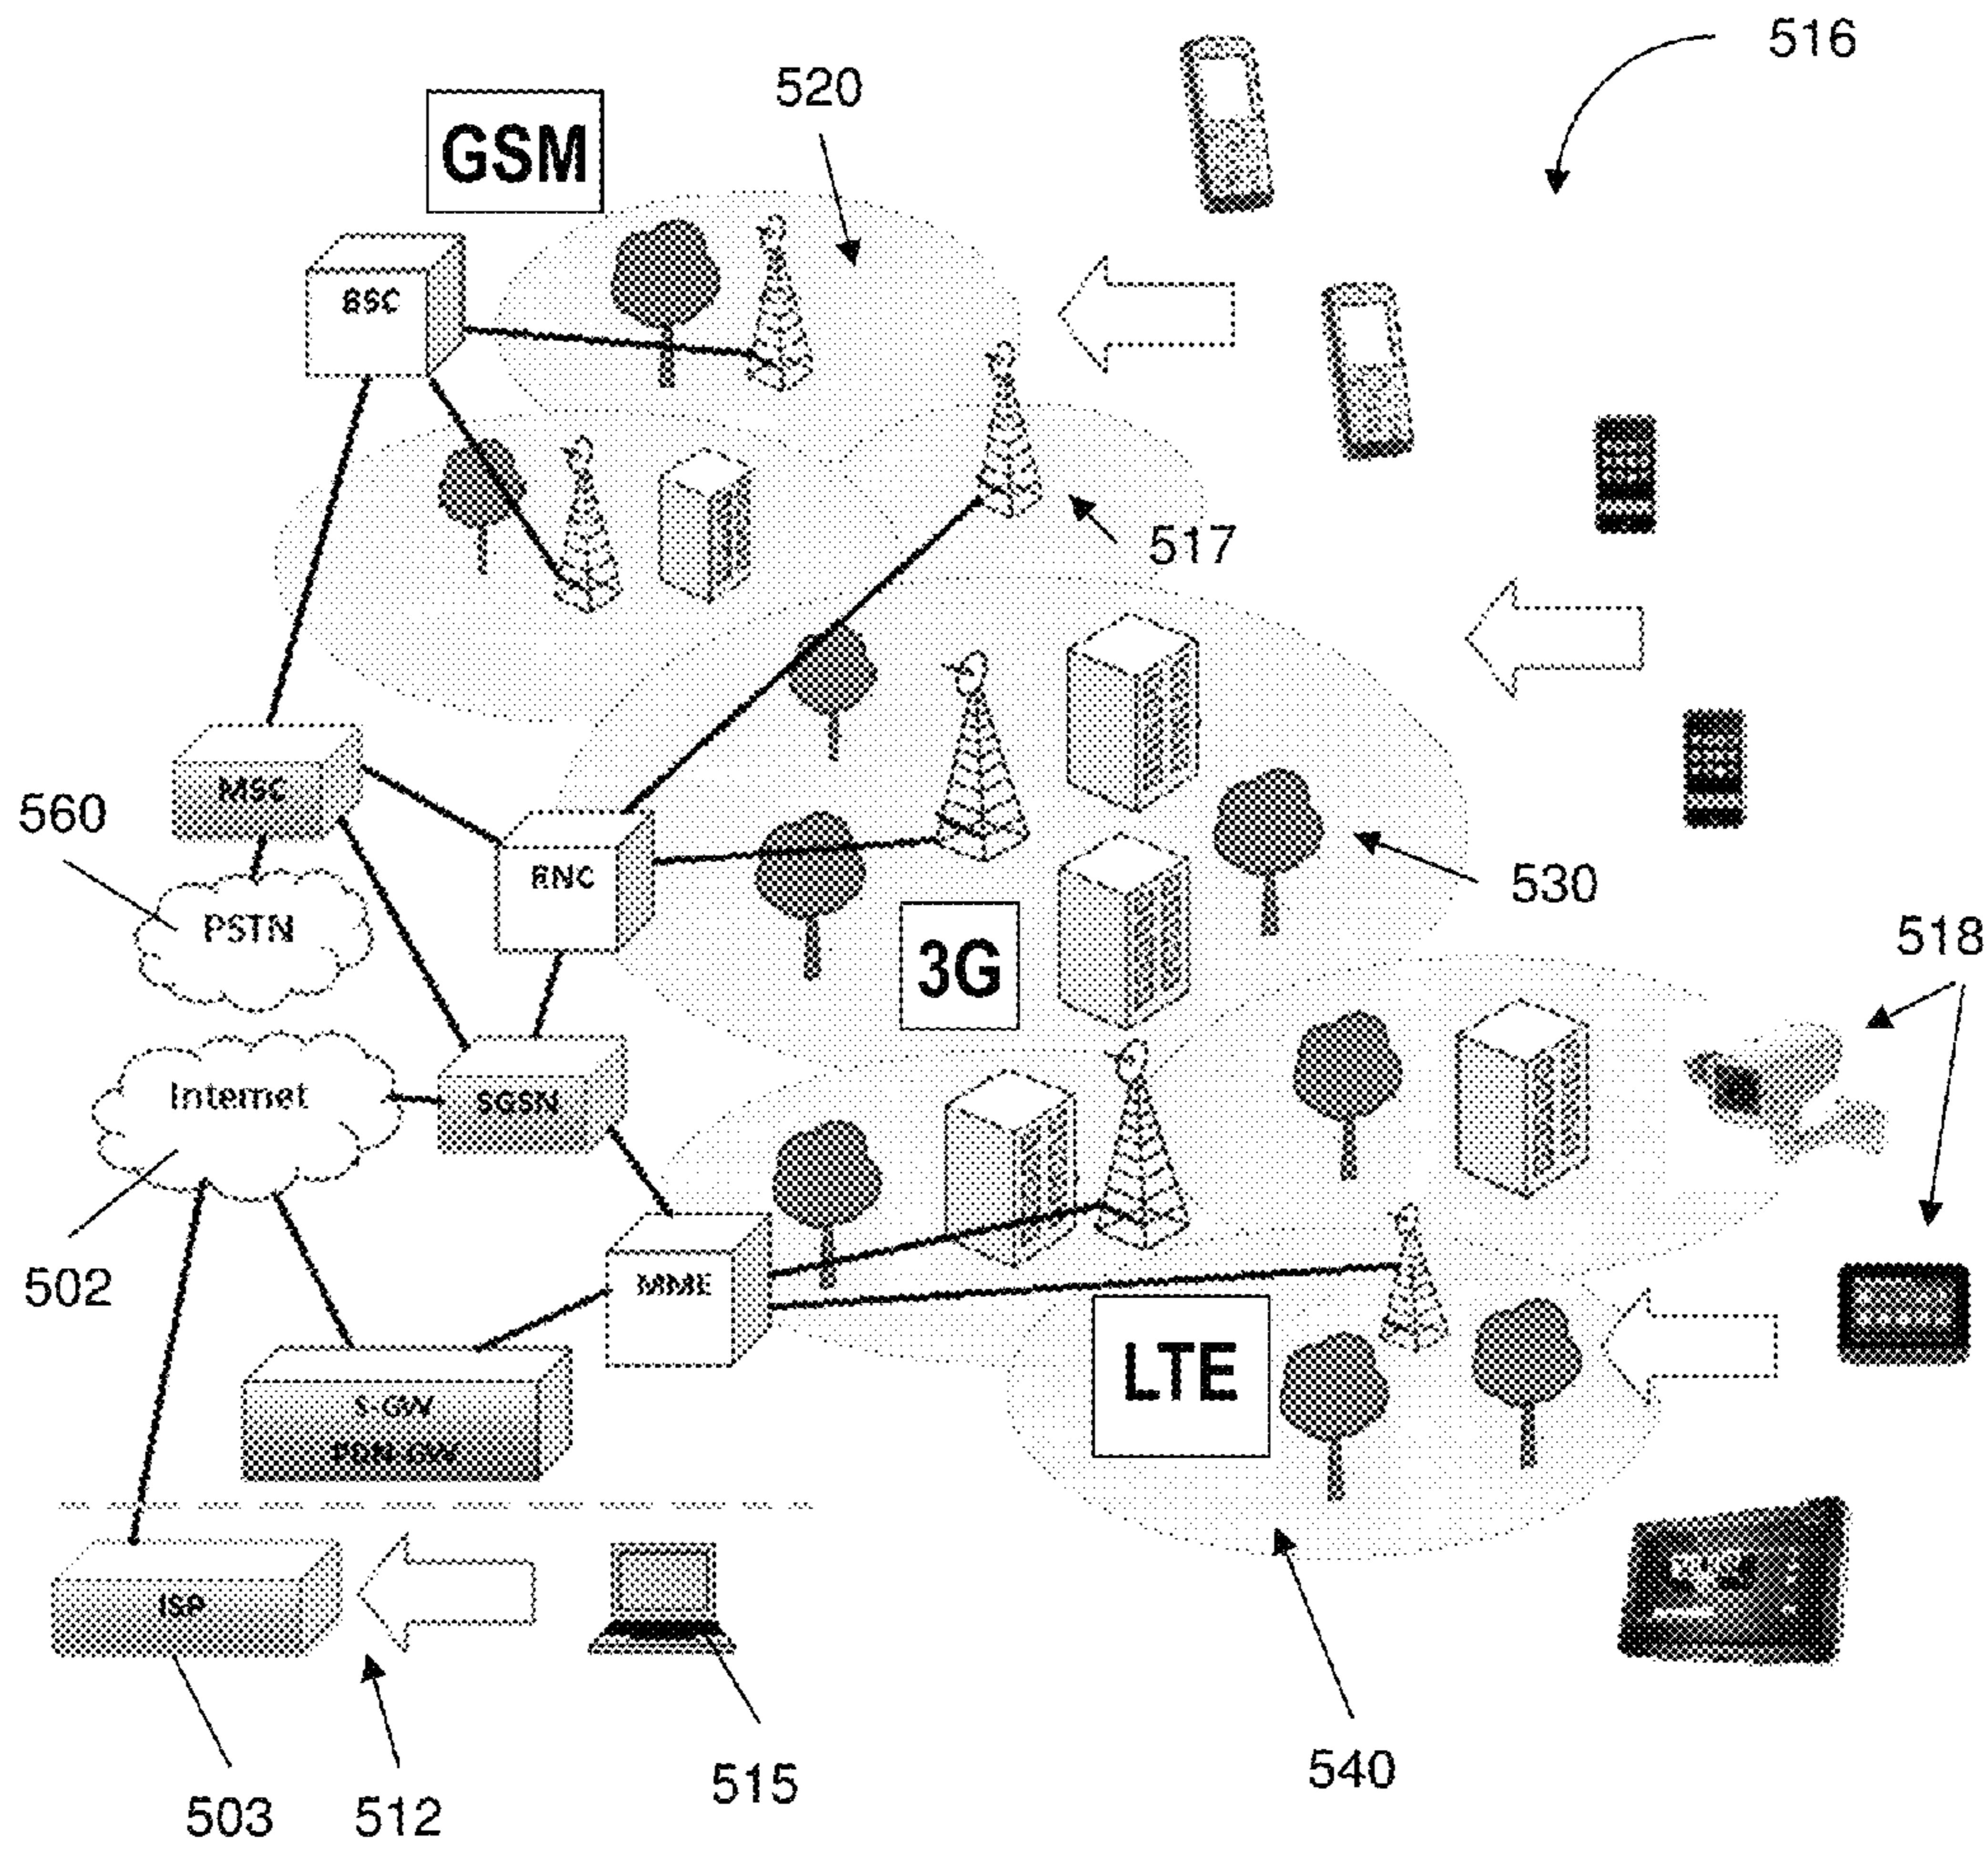 516
520
GSM
BSC
517
MSC
560
RNC
530
PSTN
518
3G
Internet
SGSN
502
MME
LTE
S-GW
PDN-GW
ISP
540
515
503
512